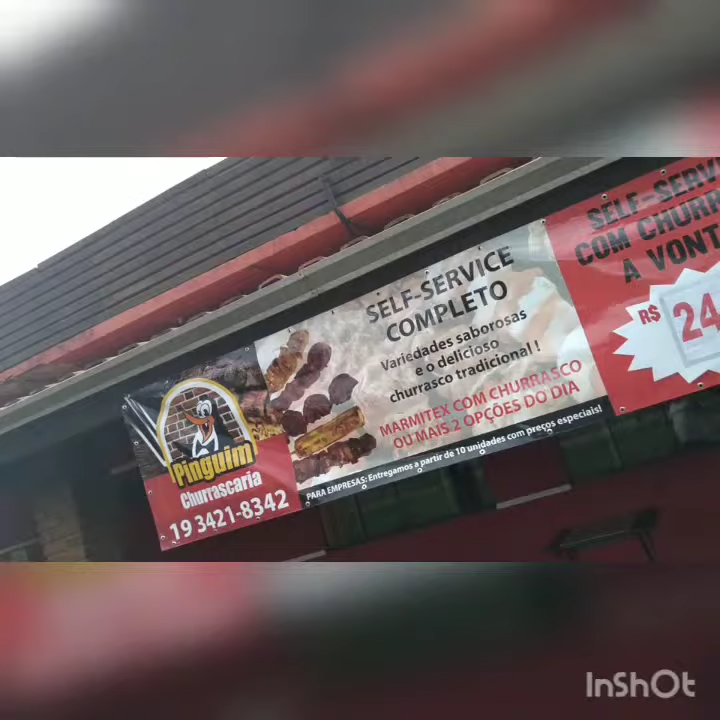 Pinguim
Churrascaria
19 3421-8342
SELF-SERVICE
COMPLETO
Variedades saborosas
e o delicioso
churrasco tradicional !
MARMITEX COM CHURRASCO
OU MAIS 2 OPÇÕES DO DIA
PARA EMPRESAS: Entregamos a partir de 10 unidades com preços especiais!
SELF-SERV
COM CHURR
A VONT
R$ 24
InShOt